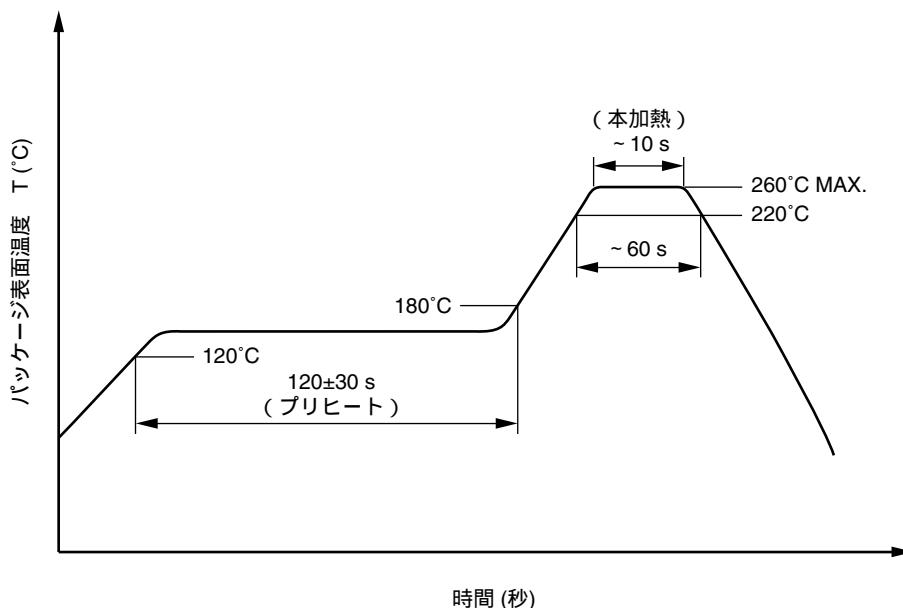 パッケージ表面温度 T (˚C)
(本加熱)
~ 10 s
260˚C MAX.
220˚C
~ 60 s
180˚C
120˚C
120±30 s
(プリヒート)
時間 (秒)